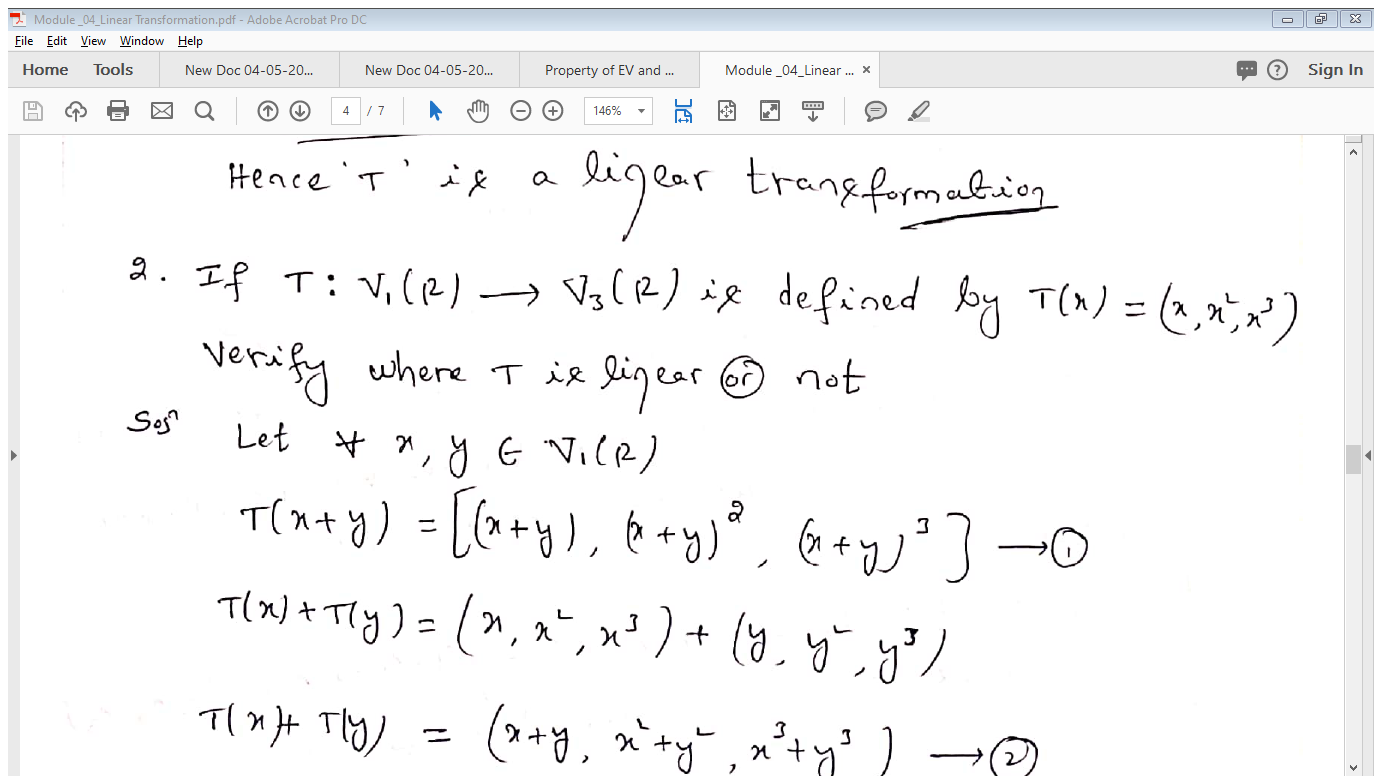 Module _04_Linear Transformation.pdf - Adobe Acrobat Pro DC
File Edit View Window Help
Home Tools New Doc 04-05-20... New Doc 04-05-20... Property of EV and ... Module _04_Linear ... × Sign In
4 / 7 146%
Hence 'T' is a linear transformation
2. If T : V₁(R) → V₃(R) is defined by T(x) = (x, x², x³)
Verify where T is linear or not
Solⁿ
Let ∀ x, y ∈ V₁(R)
T(x+y) = [(x+y), (x+y)², (x+y)³] → ①
T(x) + T(y) = (x, x², x³) + (y, y², y³)
T(x) + T(y) = (x+y, x²+y², x³+y³) → ②